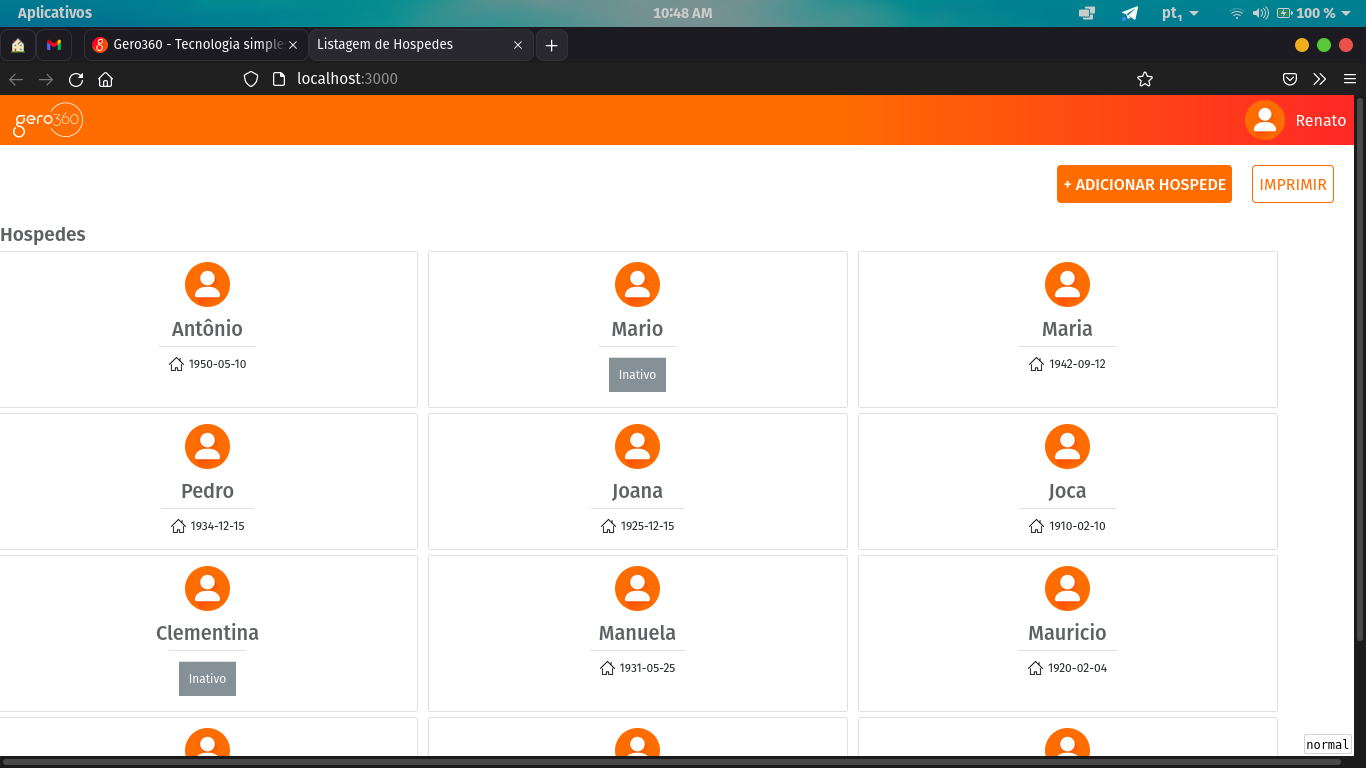 Aplicativos
10:48 AM
pt1
100 %
Gero360 - Tecnologia simple
Listagem de Hospedes
localhost:3000
gero360
Renato
+ ADICIONAR HOSPEDE
IMPRIMIR
Hospedes
Antônio
1950-05-10
Mario
Inativo
Maria
1942-09-12
Pedro
1934-12-15
Joana
1925-12-15
Joca
1910-02-10
Clementina
Inativo
Manuela
1931-05-25
Mauricio
1920-02-04
normal